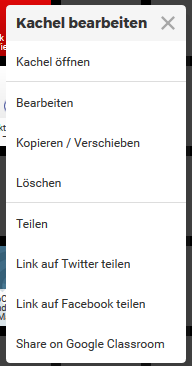 Kachel bearbeiten
Kachel öffnen
Bearbeiten
Kopieren / Verschieben
Löschen
Teilen
Link auf Twitter teilen
Link auf Facebook teilen
Share on Google Classroom